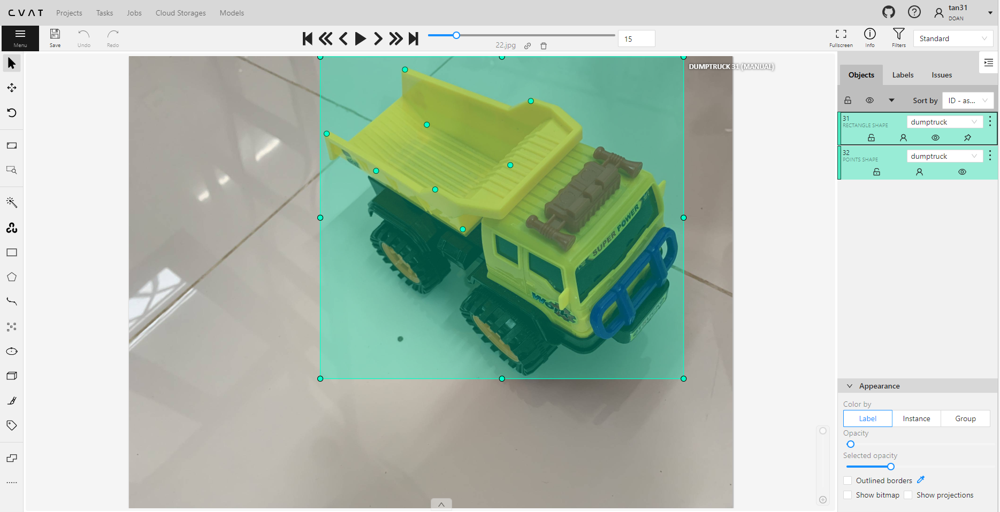 CVAT Projects Tasks Jobs Cloud Storages Models tan31
DOAN
Menu Save Undo Redo 22.jpg 15 Fullscreen Info Filters Standard
DUMPTRUCK 31 (MANUAL)
SUPER POWER
Objects Labels Issues
Sort by ID - as...
31
RECTANGLE SHAPE dumptruck
32
POINTS SHAPE dumptruck
Appearance
Color by
Label Instance Group
Opacity
Selected opacity
Outlined borders
Show bitmap Show projections